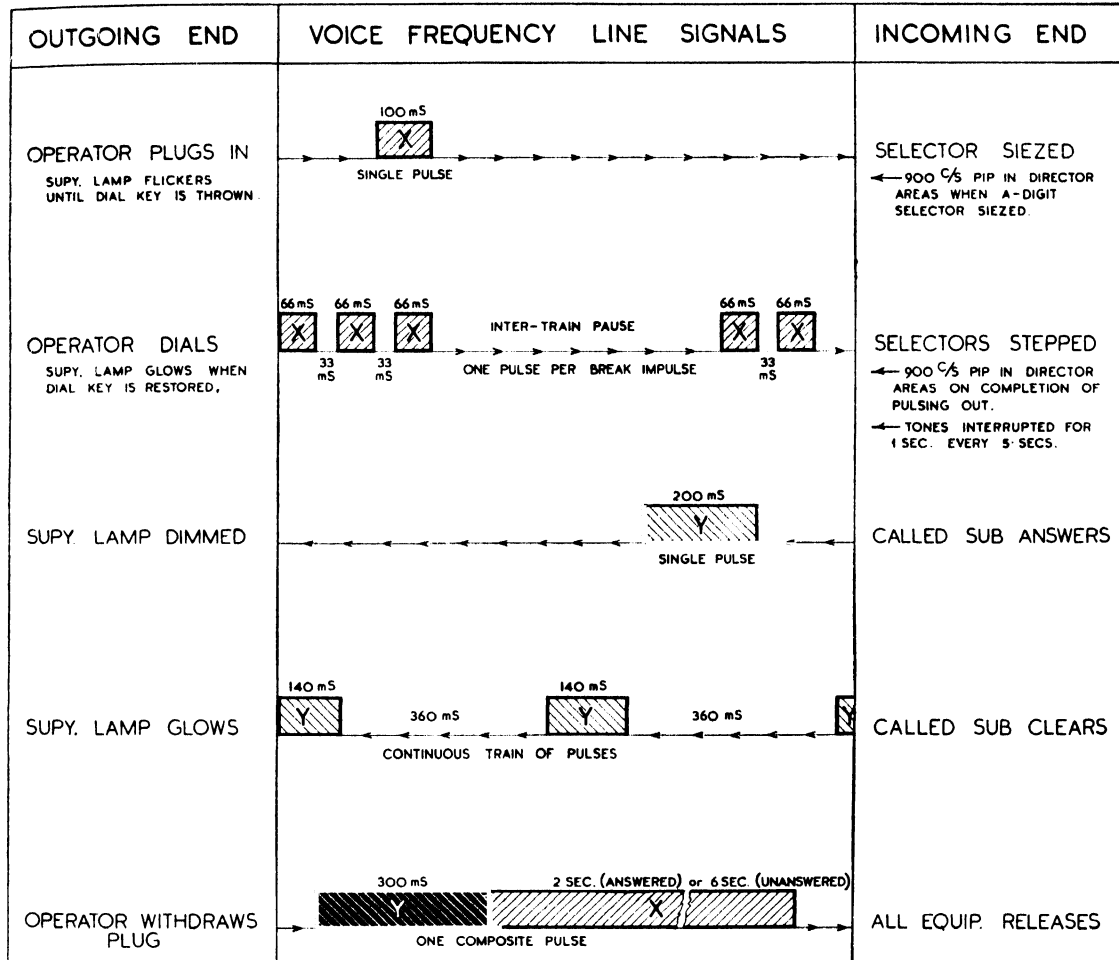 OUTGOING END
VOICE FREQUENCY LINE SIGNALS
INCOMING END
OPERATOR PLUGS IN
SUPY. LAMP FLICKERS
UNTIL DIAL KEY IS THROWN.
100 mS
X
SINGLE PULSE
SELECTOR SIEZED
900 C/S PIP IN DIRECTOR
AREAS WHEN A-DIGIT
SELECTOR SIEZED.
OPERATOR DIALS
SUPY. LAMP GLOWS WHEN
DIAL KEY IS RESTORED.
66 mS 66 mS 66 mS 66 mS 66 mS
X X X X X
INTER-TRAIN PAUSE
33 mS 33 mS 33 mS
ONE PULSE PER BREAK IMPULSE
SELECTORS STEPPED
900 C/S PIP IN DIRECTOR
AREAS ON COMPLETION OF
PULSING OUT.
TONES INTERRUPTED FOR
1 SEC. EVERY 5 SECS.
SUPY. LAMP DIMMED
200 mS
Y
SINGLE PULSE
CALLED SUB ANSWERS
SUPY. LAMP GLOWS
140 mS 140 mS
Y 360 mS Y 360 mS Y
CONTINUOUS TRAIN OF PULSES
CALLED SUB CLEARS
OPERATOR WITHDRAWS
PLUG
300 mS 2 SEC. (ANSWERED) or 6 SEC. (UNANSWERED)
Y X
ONE COMPOSITE PULSE
ALL EQUIP. RELEASES